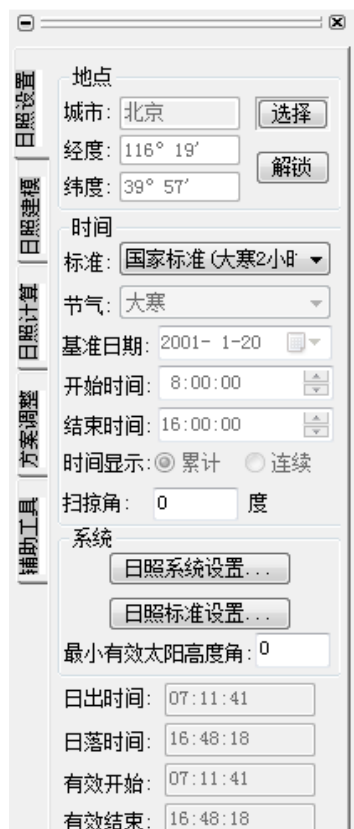 日照设置
日照建模
日照计算
方案调整
辅助工具
地点
城市: 北京 选择
经度: 116° 19′
解锁
纬度: 39° 57′
时间
标准: 国家标准(大寒2小时
节气: 大寒
基准日期: 2001- 1-20
开始时间: 8:00:00
结束时间: 16:00:00
时间显示: 累计 连续
扫掠角: 0 度
系统
日照系统设置...
日照标准设置...
最小有效太阳高度角: 0
日出时间: 07:11:41
日落时间: 16:48:18
有效开始: 07:11:41
有效结束: 16:48:18